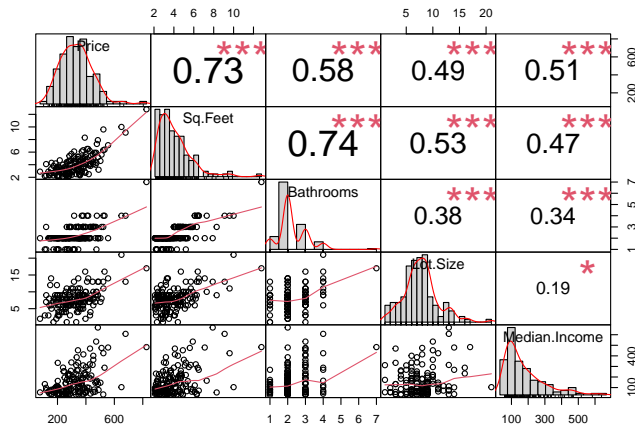 2 4 6 8 10
5 10 15 20
Price
0.73 ***
0.58 ***
0.49 ***
0.51 ***
200 600 800
2 6 10
Sq.Feet
0.74 ***
0.53 ***
0.47 ***
Bathrooms
0.38 ***
0.34 ***
1 3 5 7
5 15
Lot.Size
0.19 *
Median.Income
100 400
200 600
1 2 3 4 5 6 7
100 300 500